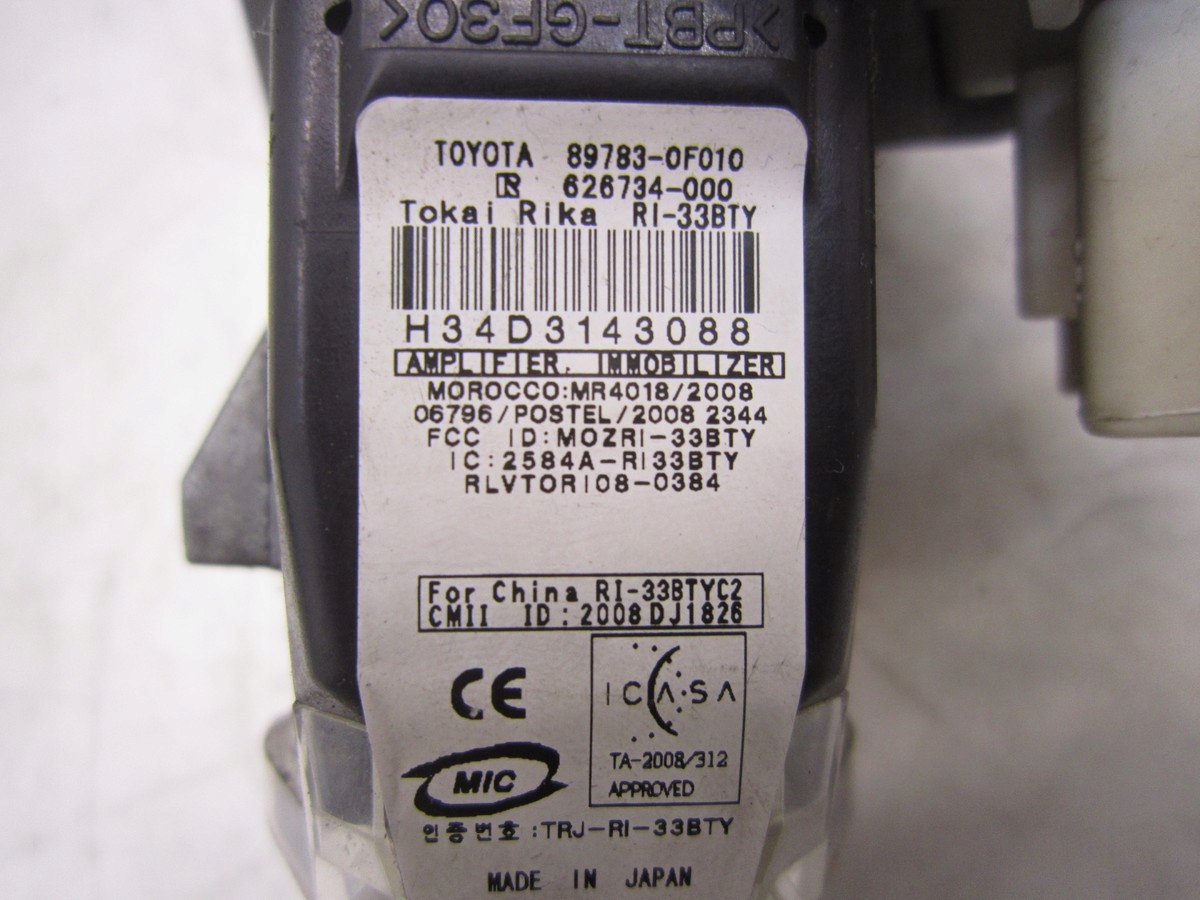 >PBT-GF30<
TOYOTA 89783-0F010
R 626734-000
Tokai Rika RI-33BTY
H34D3143088
AMPLIFIER, IMMOBILIZER
MOROCCO:MR4018/2008
06796/POSTEL/2008 2344
FCC ID:MOZRI-33BTY
IC:2584A-RI33BTY
RLVTORI08-0384
For China RI-33BTYC2
CMII ID:2008DJ1826
CE
ICASA
TA-2008/312
APPROVED
MIC
인증번호:TRJ-RI-33BTY
MADE IN JAPAN